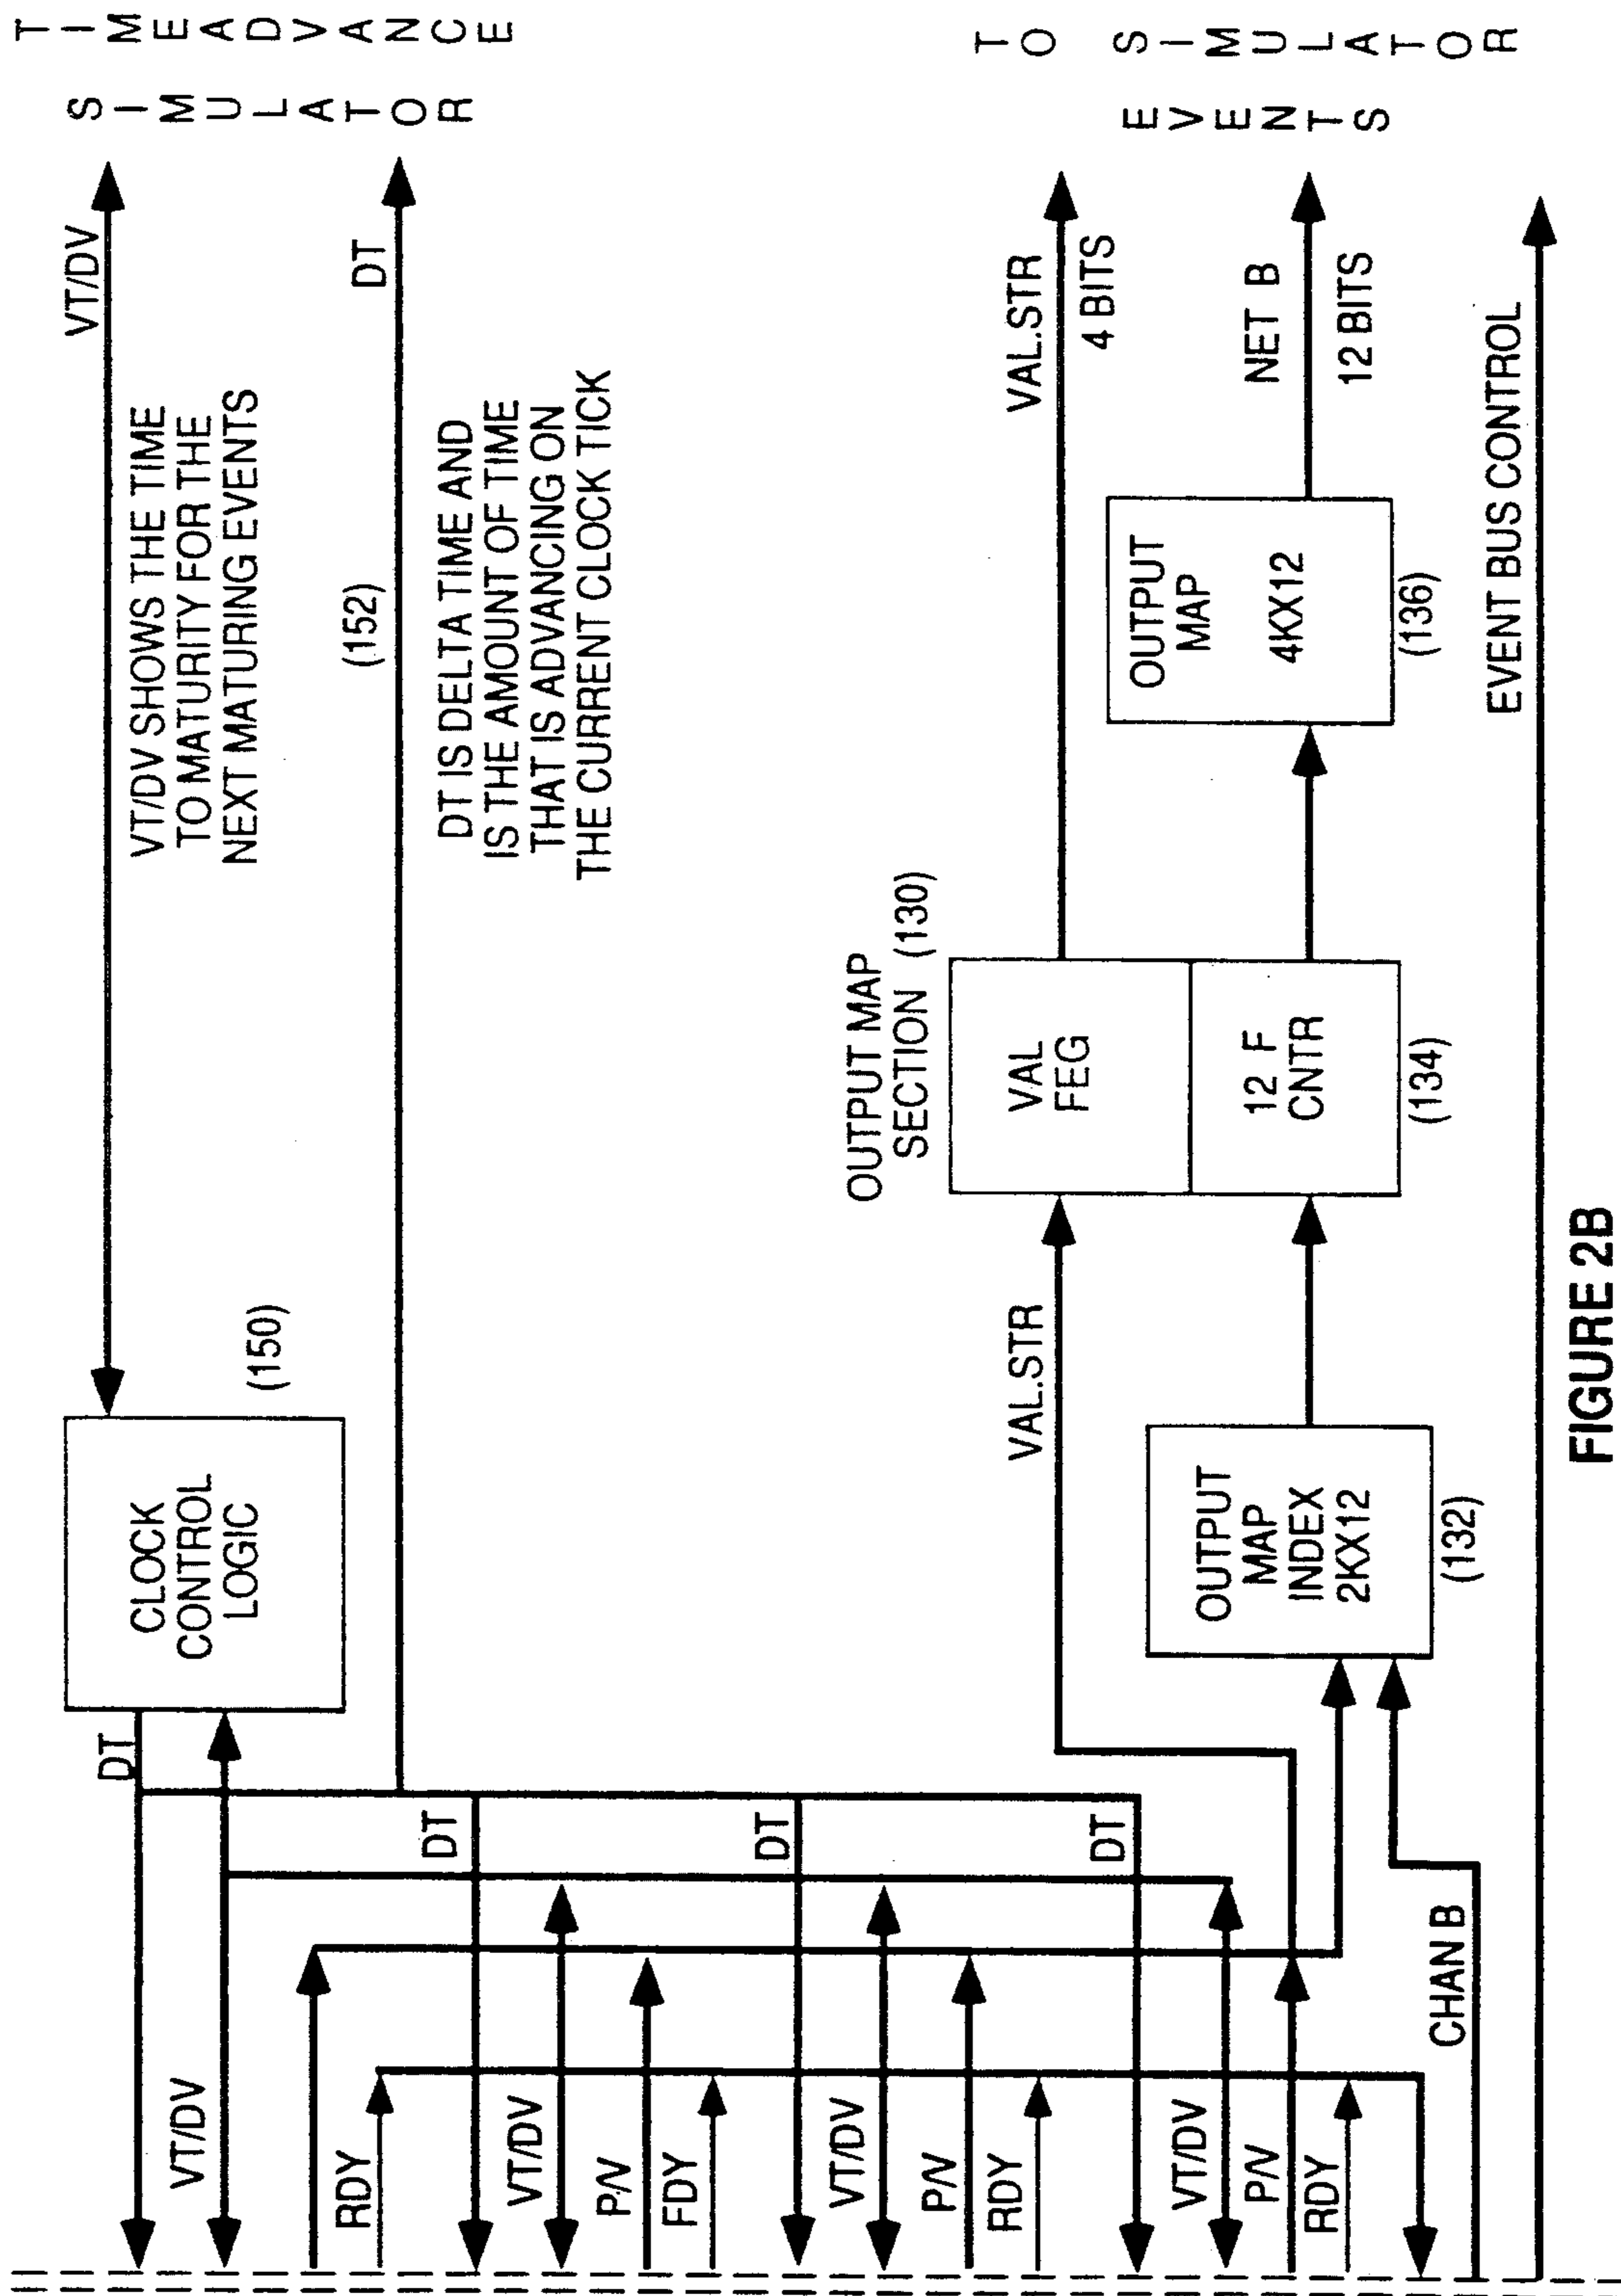 TIME ADVANCE
SIMULATOR
VT/DV
VT/DV SHOWS THE TIME
TO MATURITY FOR THE
NEXT MATURING EVENTS
(150)
CLOCK
CONTROL
LOGIC
DT
VT/DV
RDY
(152)
DT
DT IS DELTA TIME AND
IS THE AMOUNT OF TIME
THAT IS ADVANCING ON
THE CURRENT CLOCK TICK
DT
VT/DV
P/V
FDY
DT
VT/DV
P/V
RDY
DT
VT/DV
P/V
RDY
CHAN B
OUTPUT MAP
SECTION (130)
VAL.STR
VAL
FEG
12 F
CNTR
(134)
VAL.STR
4 BITS
OUTPUT
MAP
INDEX
2KX12
(132)
OUTPUT
MAP
4KX12
(136)
NET B
12 BITS
EVENTS
TO SIMULATOR
EVENT BUS CONTROL
FIGURE 2B